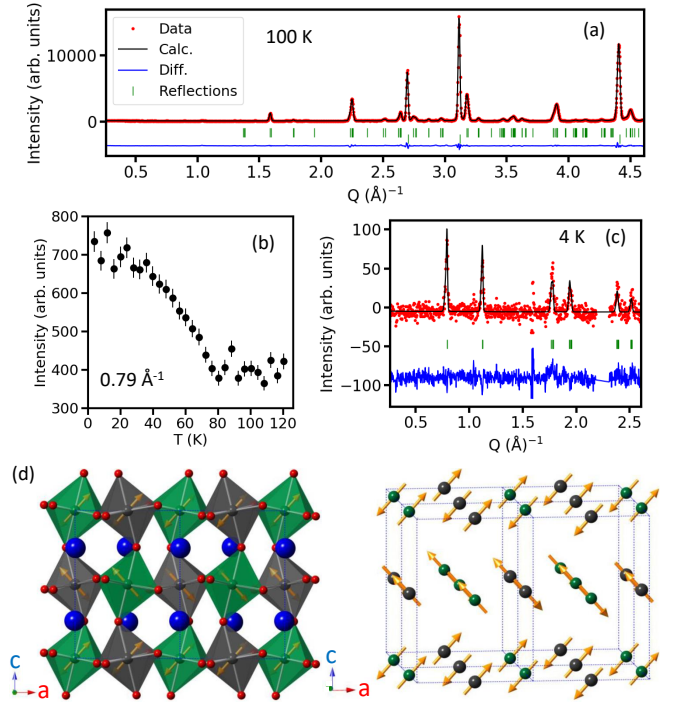 Intensity (arb. units)
10000
0
Data
Calc.
Diff.
Reflections
100 K
(a)
0.5 1.0 1.5 2.0 2.5 3.0 3.5 4.0 4.5
Q (Å)⁻¹
Intensity (arb. units)
800
700
600
500
400
300
(b)
0.79 Å⁻¹
0 20 40 60 80 100 120
T (K)
Intensity (arb. units)
100
50
0
−50
−100
4 K
(c)
0.5 1.0 1.5 2.0 2.5
Q (Å)⁻¹
(d)
c
a
c
a